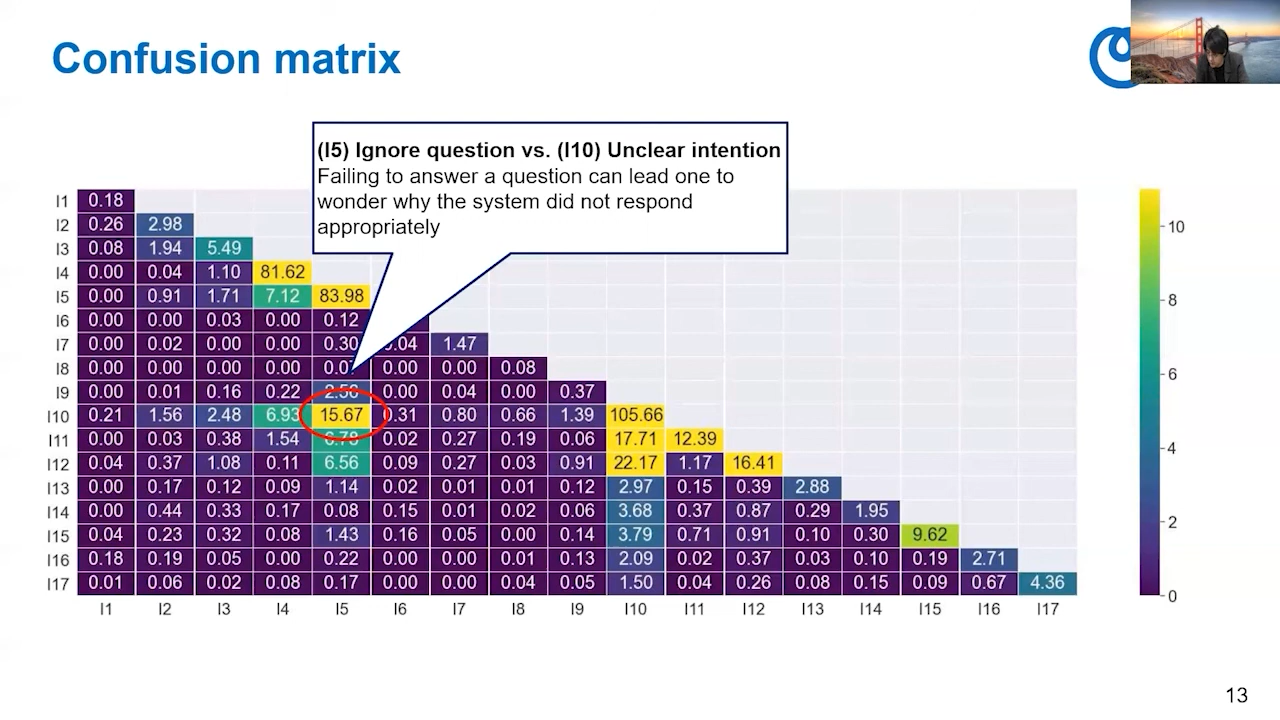 Confusion matrix
(I5) Ignore question vs. (I10) Unclear intention
Failing to answer a question can lead one to
wonder why the system did not respond
appropriately
I1 0.18
I2 0.26 2.98
I3 0.08 1.94 5.49
I4 0.00 0.04 1.10 81.62
I5 0.00 0.91 1.71 7.12 83.98
I6 0.00 0.00 0.03 0.00 0.12
I7 0.00 0.02 0.00 0.00 0.30 0.04 1.47
I8 0.00 0.00 0.00 0.00 0.00 0.00 0.08
I9 0.00 0.01 0.16 0.22 2.56 0.00 0.04 0.00 0.37
I10 0.21 1.56 2.48 6.93 15.67 0.31 0.80 0.66 1.39 105.66
I11 0.00 0.03 0.38 1.54 6.78 0.02 0.27 0.19 0.06 17.71 12.39
I12 0.04 0.37 1.08 0.11 6.56 0.09 0.27 0.03 0.91 22.17 1.17 16.41
I13 0.00 0.17 0.12 0.09 1.14 0.02 0.01 0.01 0.12 2.97 0.15 0.39 2.88
I14 0.00 0.44 0.33 0.17 0.08 0.15 0.01 0.02 0.06 3.68 0.37 0.87 0.29 1.95
I15 0.04 0.23 0.32 0.08 1.43 0.16 0.05 0.00 0.14 3.79 0.71 0.91 0.10 0.30 9.62
I16 0.18 0.19 0.05 0.00 0.22 0.00 0.00 0.01 0.13 2.09 0.02 0.37 0.03 0.10 0.19 2.71
I17 0.01 0.06 0.02 0.08 0.17 0.00 0.00 0.04 0.05 1.50 0.04 0.26 0.08 0.15 0.09 0.67 4.36
I1 I2 I3 I4 I5 I6 I7 I8 I9 I10 I11 I12 I13 I14 I15 I16 I17
10
8
6
4
2
0
13